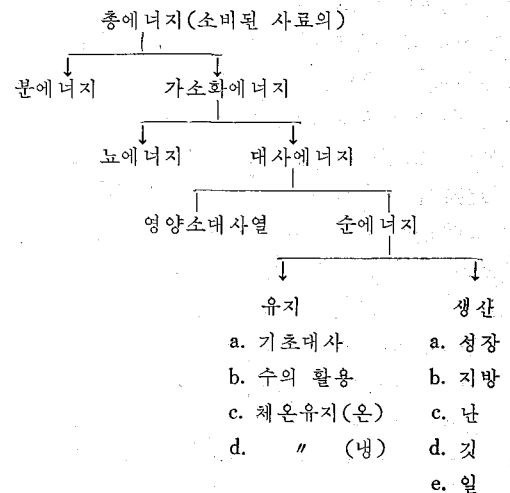 총에너지(소비된 사료의)
분에너지 가소화에너지
뇨에너지 대사에너지
영양소대사열 순에너지
유지 생산
a. 기초대사 a. 성장
b. 수의 활용 b. 지방
c. 체온유지(온) c. 난
d. 〃 (냉) d. 깃
e. 일